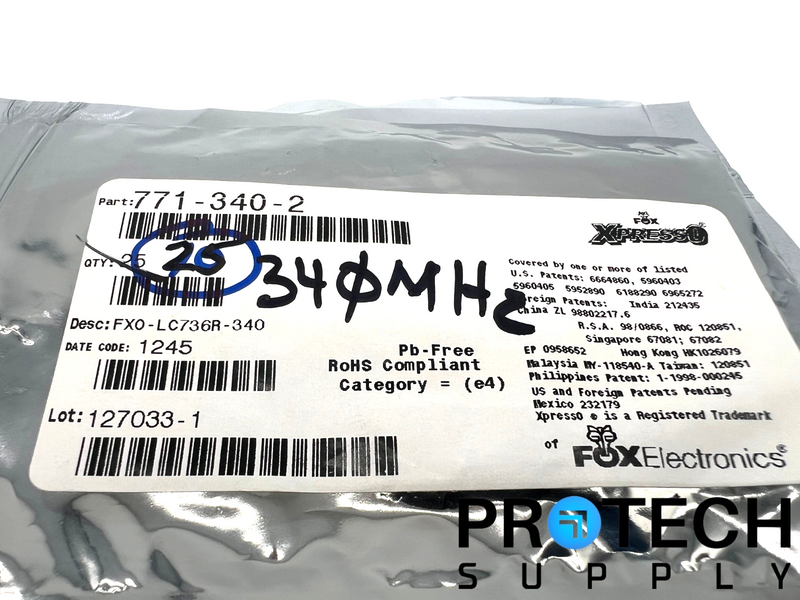 Part:771-340-2
FOX
XPRESSO®
QTY: 25
25
340MHz
Desc:FXO-LC736R-340
DATE CODE: 1245
Pb-Free
RoHS Compliant
Category = (e4)
Lot:127033-1
Covered by one or more of listed
U.S. Patents: 6664860, 5960403
5960405 5952890 6188290 6965272
Foreign Patents: India 212435
China ZL 98802217.6
R.S.A. 98/0866, ROC 120851,
Singapore 67081; 67082
EP 0958652 Hong Kong HK1026079
Malaysia MY-118540-A Taiwan: 120851
Philippines Patent: 1-1998-000245
US and Foreign Patents Pending
Mexico 232179
XpressO ® is a Registered Trademark
of FOXElectronics®
PROTECH
SUPPLY